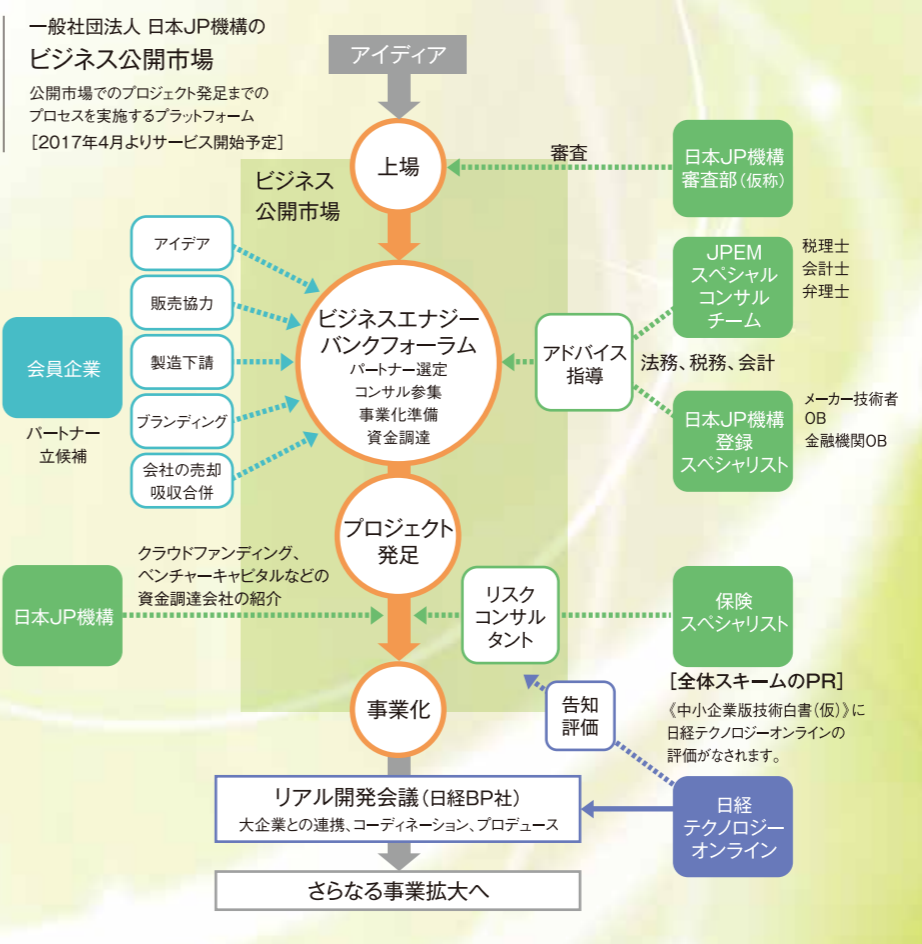 一般社団法人 日本JP機構の
ビジネス公開市場
公開市場でのプロジェクト発足までの
プロセスを実施するプラットフォーム
[2017年4月よりサービス開始予定]
アイディア
上場
審査
日本JP機構
審査部(仮称)
ビジネス
公開市場
アイデア
販売協力
製造下請
ブランディング
会社の売却
吸収合併
会員企業
パートナー
立候補
ビジネスエナジー
バンクフォーラム
パートナー選定
コンサル参集
事業化準備
資金調達
アドバイス
指導
法務、税務、会計
JPEM
スペシャル
コンサル
チーム
税理士
会計士
弁理士
日本JP機構
登録
スペシャリスト
メーカー技術者
OB
金融機関OB
プロジェクト
発足
クラウドファンディング、
ベンチャーキャピタルなどの
資金調達会社の紹介
日本JP機構
リスク
コンサル
タント
保険
スペシャリスト
事業化
告知
評価
[全体スキームのPR]
《中小企業版技術白書(仮)》に
日経テクノロジーオンラインの
評価がなされます。
リアル開発会議(日経BP社)
大企業との連携、コーディネーション、プロデュース
日経
テクノロジー
オンライン
さらなる事業拡大へ